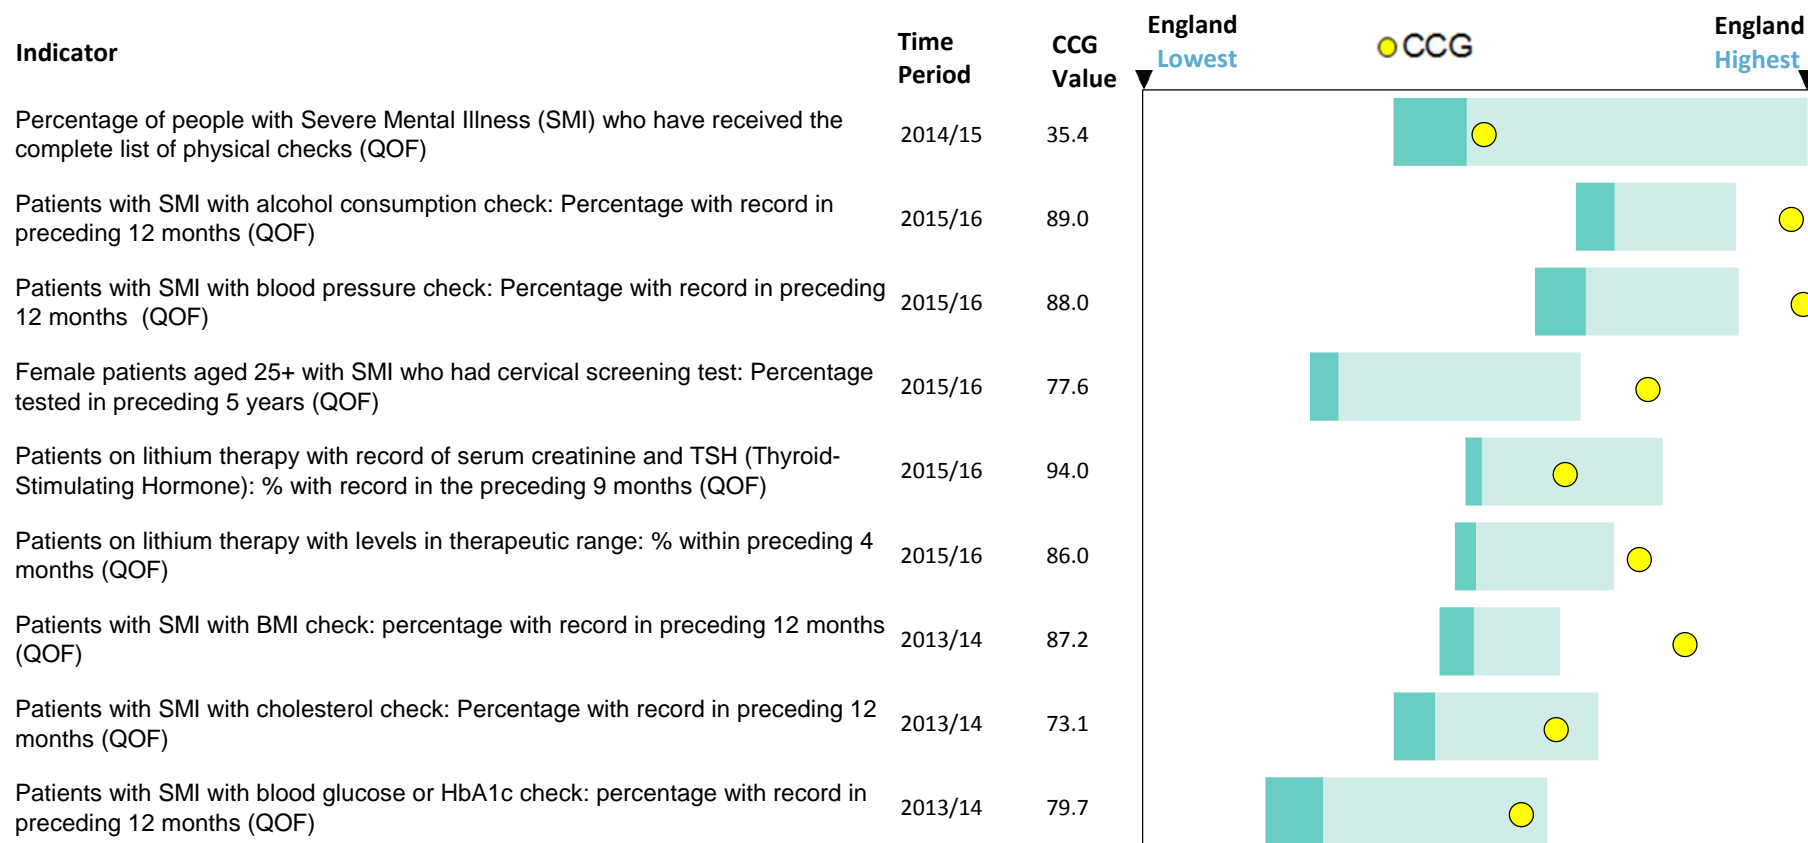 Indicator
Time Period
CCG Value
England Lowest
CCG
England Highest
Percentage of people with Severe Mental Illness (SMI) who have received the
complete list of physical checks (QOF)
2014/15 35.4
Patients with SMI with alcohol consumption check: Percentage with record in
preceding 12 months (QOF)
2015/16 89.0
Patients with SMI with blood pressure check: Percentage with record in preceding
12 months (QOF)
2015/16 88.0
Female patients aged 25+ with SMI who had cervical screening test: Percentage
tested in preceding 5 years (QOF)
2015/16 77.6
Patients on lithium therapy with record of serum creatinine and TSH (Thyroid-
Stimulating Hormone): % with record in the preceding 9 months (QOF)
2015/16 94.0
Patients on lithium therapy with levels in therapeutic range: % within preceding 4
months (QOF)
2015/16 86.0
Patients with SMI with BMI check: percentage with record in preceding 12 months
(QOF)
2013/14 87.2
Patients with SMI with cholesterol check: Percentage with record in preceding 12
months (QOF)
2013/14 73.1
Patients with SMI with blood glucose or HbA1c check: percentage with record in
preceding 12 months (QOF)
2013/14 79.7